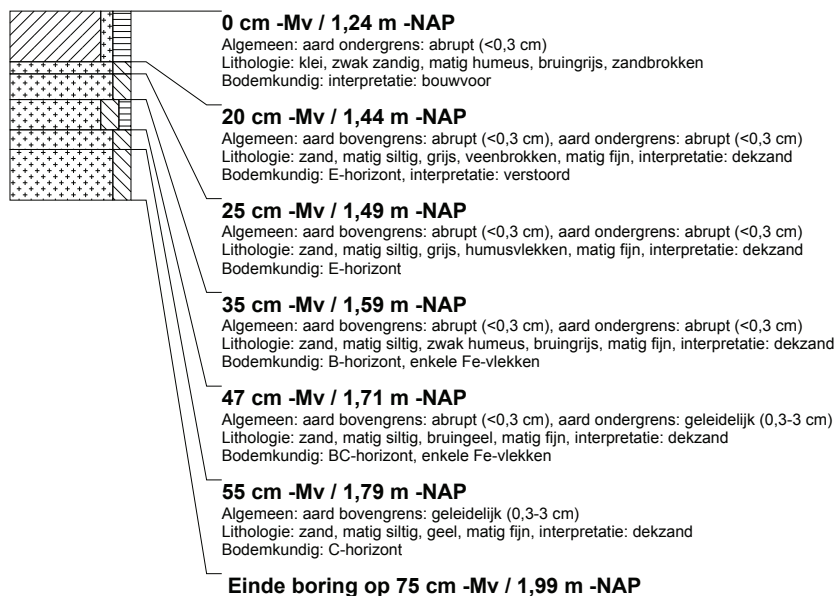 0 cm -Mv / 1,24 m -NAP
Algemeen: aard ondergrens: abrupt (<0,3 cm)
Lithologie: klei, zwak zandig, matig humeus, bruingrijs, zandbrokken
Bodemkundig: interpretatie: bouwvoor
20 cm -Mv / 1,44 m -NAP
Algemeen: aard bovengrens: abrupt (<0,3 cm), aard ondergrens: abrupt (<0,3 cm)
Lithologie: zand, matig siltig, grijs, veenbrokken, matig fijn, interpretatie: dekzand
Bodemkundig: E-horizont, interpretatie: verstoord
25 cm -Mv / 1,49 m -NAP
Algemeen: aard bovengrens: abrupt (<0,3 cm), aard ondergrens: abrupt (<0,3 cm)
Lithologie: zand, matig siltig, grijs, humusvlekken, matig fijn, interpretatie: dekzand
Bodemkundig: E-horizont
35 cm -Mv / 1,59 m -NAP
Algemeen: aard bovengrens: abrupt (<0,3 cm), aard ondergrens: abrupt (<0,3 cm)
Lithologie: zand, matig siltig, zwak humeus, bruingrijs, matig fijn, interpretatie: dekzand
Bodemkundig: B-horizont, enkele Fe-vlekken
47 cm -Mv / 1,71 m -NAP
Algemeen: aard bovengrens: abrupt (<0,3 cm), aard ondergrens: geleidelijk (0,3-3 cm)
Lithologie: zand, matig siltig, bruingeel, matig fijn, interpretatie: dekzand
Bodemkundig: BC-horizont, enkele Fe-vlekken
55 cm -Mv / 1,79 m -NAP
Algemeen: aard bovengrens: geleidelijk (0,3-3 cm)
Lithologie: zand, matig siltig, geel, matig fijn, interpretatie: dekzand
Bodemkundig: C-horizont
Einde boring op 75 cm -Mv / 1,99 m -NAP